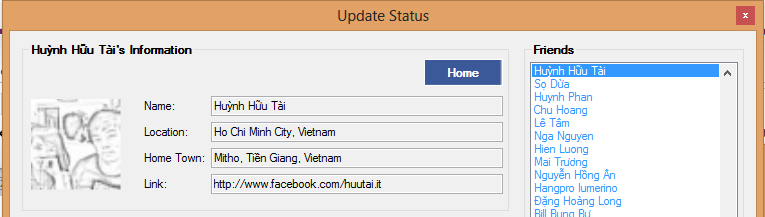 Update Status
x
Huỳnh Hữu Tài's Information
Home
Name: Huỳnh Hữu Tài
Location: Ho Chi Minh City, Vietnam
Home Town: Mitho, Tiền Giang, Vietnam
Link: http://www.facebook.com/huutai.it
Friends
Huỳnh Hữu Tài
Sọ Dừa
Huynh Phan
Chu Hoang
Lê Tâm
Nga Nguyen
Hien Luong
Mai Trương
Nguyễn Hồng Ân
Hangpro lumerino
Đặng Hoàng Long
Bill Bung Bự